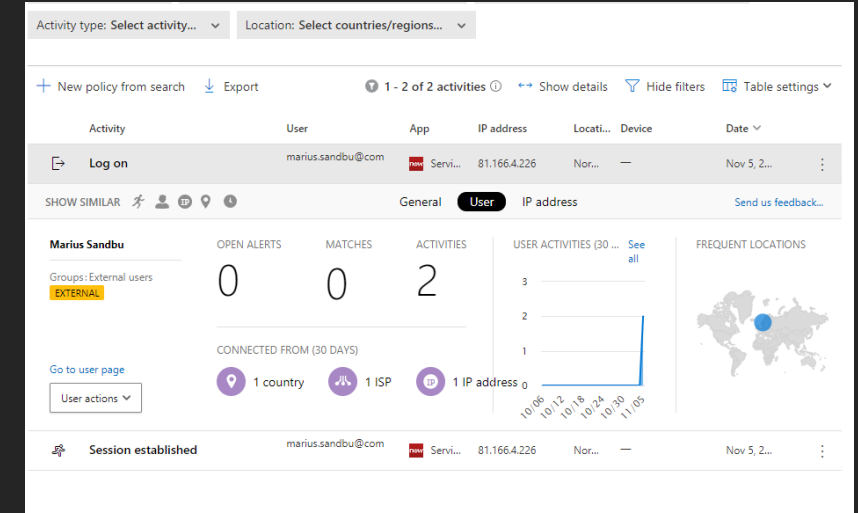 Activity type: Select activity... Location: Select countries/regions...
New policy from search Export 1 - 2 of 2 activities Show details Hide filters Table settings
Activity User App IP address Locati... Device Date
Log on marius.sandbu@com now Servi... 81.166.4.226 Nor... — Nov 5, 2...
SHOW SIMILAR IP General User IP address Send us feedback...
Marius Sandbu
Groups: External users
EXTERNAL
Go to user page
User actions
OPEN ALERTS MATCHES ACTIVITIES
0 0 2
CONNECTED FROM (30 DAYS)
1 country 1 ISP IP 1 IP address
USER ACTIVITIES (30 ... See all
3
2
1
0
10/06 10/12 10/18 10/24 10/30 11/05
FREQUENT LOCATIONS
Session established marius.sandbu@com now Servi... 81.166.4.226 Nor... — Nov 5, 2...